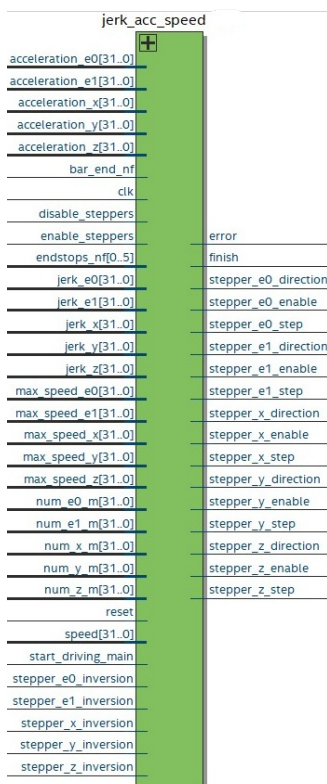 jerk_acc_speed
acceleration_e0[31..0]
acceleration_e1[31..0]
acceleration_x[31..0]
acceleration_y[31..0]
acceleration_z[31..0]
bar_end_nf
clk
disable_steppers
enable_steppers
endstops_nf[0..5]
jerk_e0[31..0]
jerk_e1[31..0]
jerk_x[31..0]
jerk_y[31..0]
jerk_z[31..0]
max_speed_e0[31..0]
max_speed_e1[31..0]
max_speed_x[31..0]
max_speed_y[31..0]
max_speed_z[31..0]
num_e0_m[31..0]
num_e1_m[31..0]
num_x_m[31..0]
num_y_m[31..0]
num_z_m[31..0]
reset
speed[31..0]
start_driving_main
stepper_e0_inversion
stepper_e1_inversion
stepper_x_inversion
stepper_y_inversion
stepper_z_inversion
error
finish
stepper_e0_direction
stepper_e0_enable
stepper_e0_step
stepper_e1_direction
stepper_e1_enable
stepper_e1_step
stepper_x_direction
stepper_x_enable
stepper_x_step
stepper_y_direction
stepper_y_enable
stepper_y_step
stepper_z_direction
stepper_z_enable
stepper_z_step